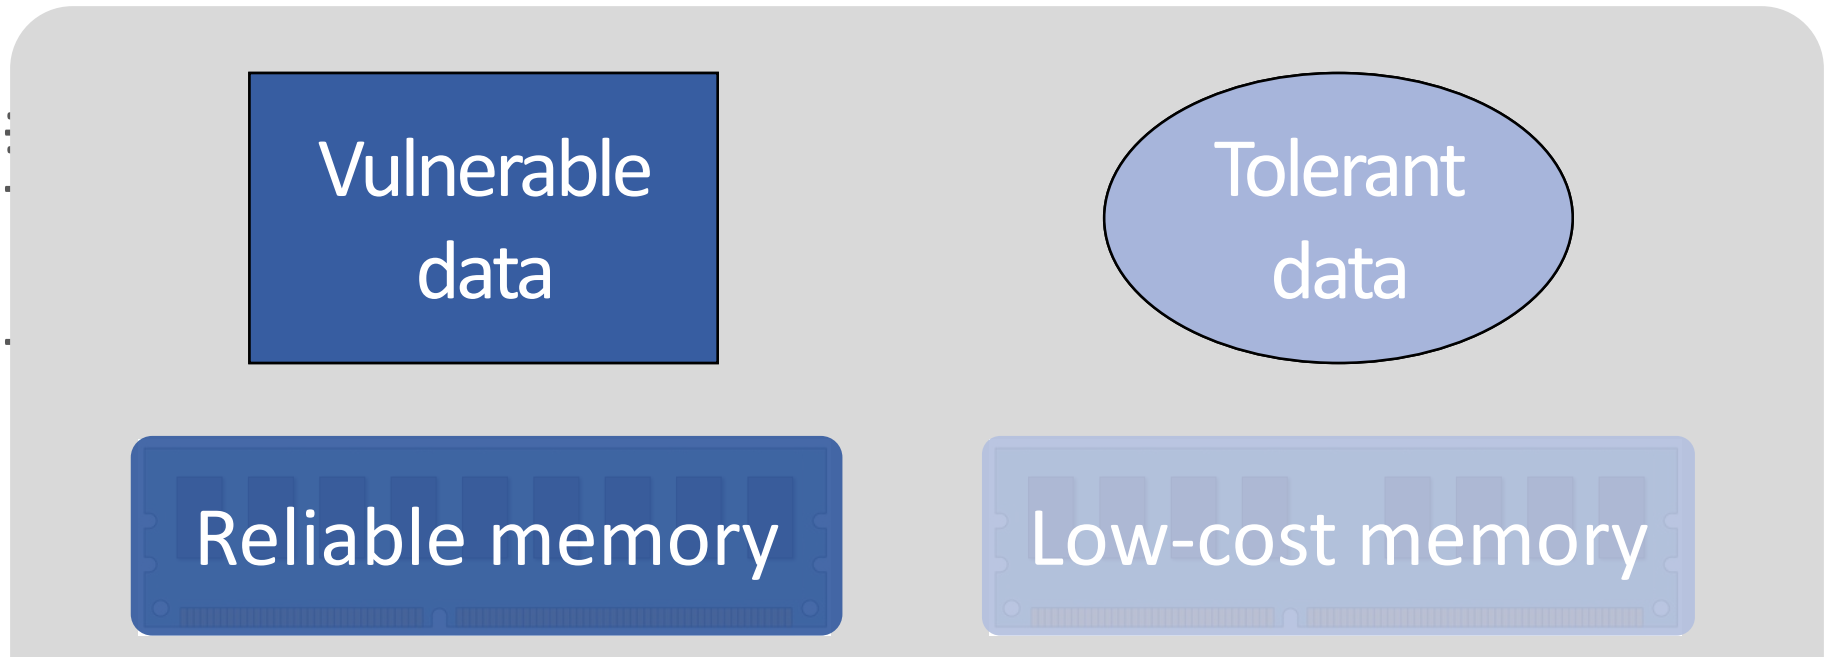 Vulnerable
data
Tolerant
data
Reliable memory
Low-cost memory